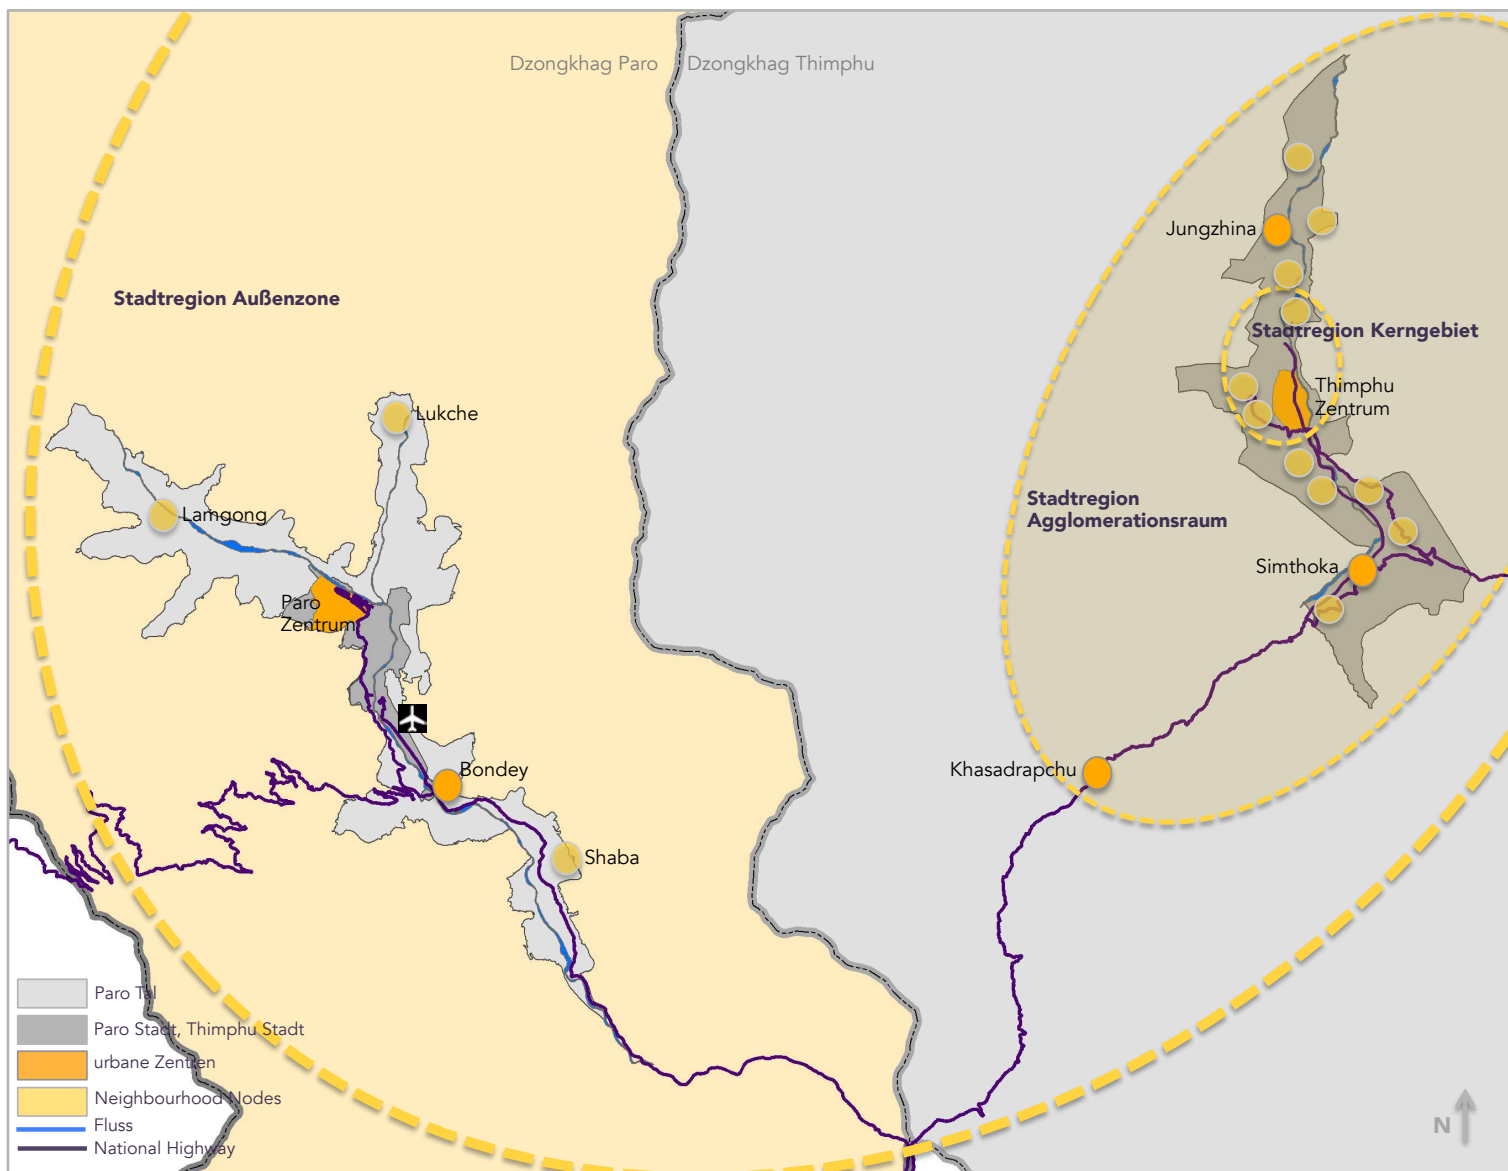 Dzongkhag Paro
Dzongkhag Thimphu
Jungzhina
Stadtregion Außenzone
Stadtregion Kerngebiet
Thimphu
Zentrum
Lukche
Stadtregion
Agglomerationsraum
Lamgong
Simthoka
Paro
Zentrum
Bondey
Khasadrapchu
Shaba
Paro Tal
Paro Stadt, Thimphu Stadt
urbane Zentren
Neighbourhood Nodes
Fluss
National Highway
N